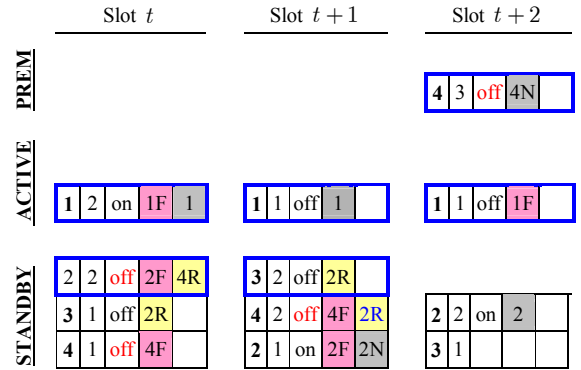 Slot t Slot t + 1 Slot t + 2
PREM
4 3 off 4N
ACTIVE
1 2 on 1F 1 1 1 off 1 1 1 off 1F
STANDBY
2 2 off 2F 4R 3 2 off 2R
3 1 off 2R 4 2 off 4F 2R 2 2 on 2
4 1 off 4F 2 1 on 2F 2N 3 1